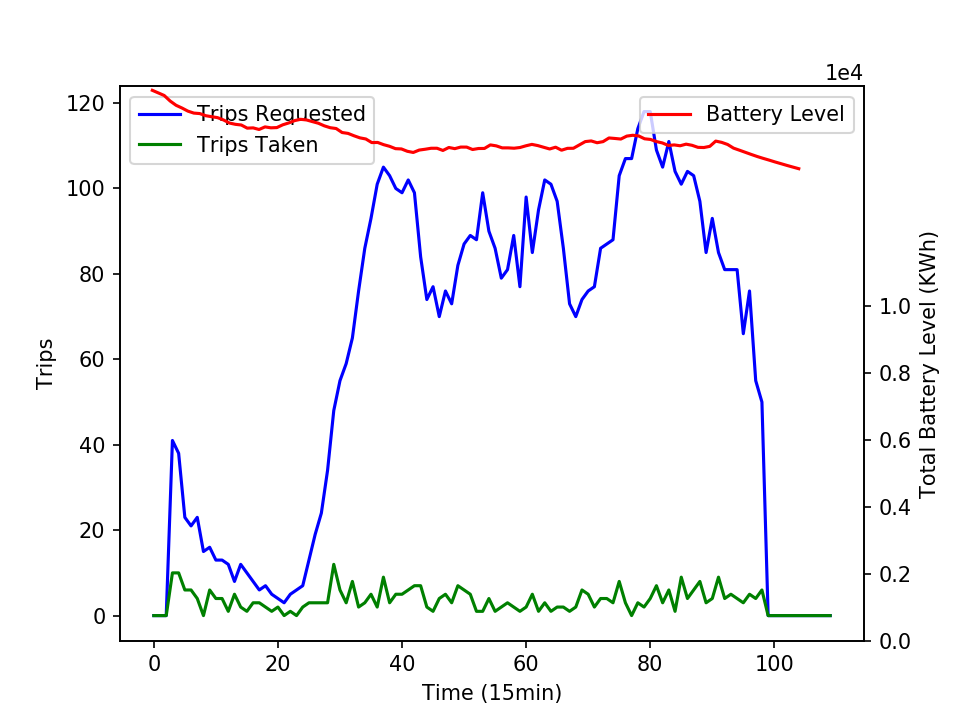 1e4
120
100
80
60
40
20
0
Trips
Trips Requested
Trips Taken
Battery Level
1.0
0.8
0.6
0.4
0.2
0.0
Total Battery Level (KWh)
0 20 40 60 80 100
Time (15min)